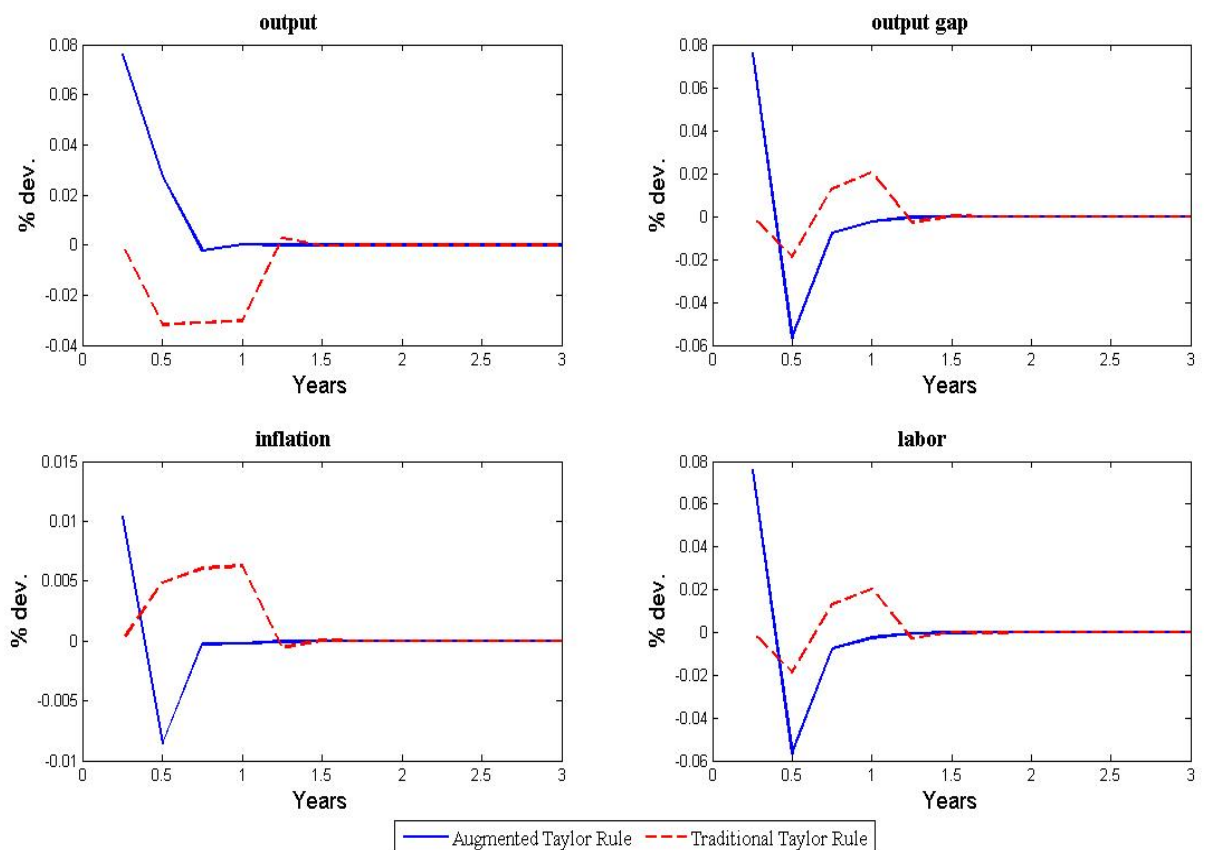 output
% dev.
0.08
0.06
0.04
0.02
0
-0.02
-0.04
0 0.5 1 1.5 2 2.5 3
Years
output gap
% dev.
0.08
0.06
0.04
0.02
0
-0.02
-0.04
-0.06
0 0.5 1 1.5 2 2.5 3
Years
inflation
% dev.
0.015
0.01
0.005
0
-0.005
-0.01
0 0.5 1 1.5 2 2.5 3
Years
labor
% dev.
0.08
0.06
0.04
0.02
0
-0.02
-0.04
-0.06
0 0.5 1 1.5 2 2.5 3
Years
Augmented Taylor Rule Traditional Taylor Rule